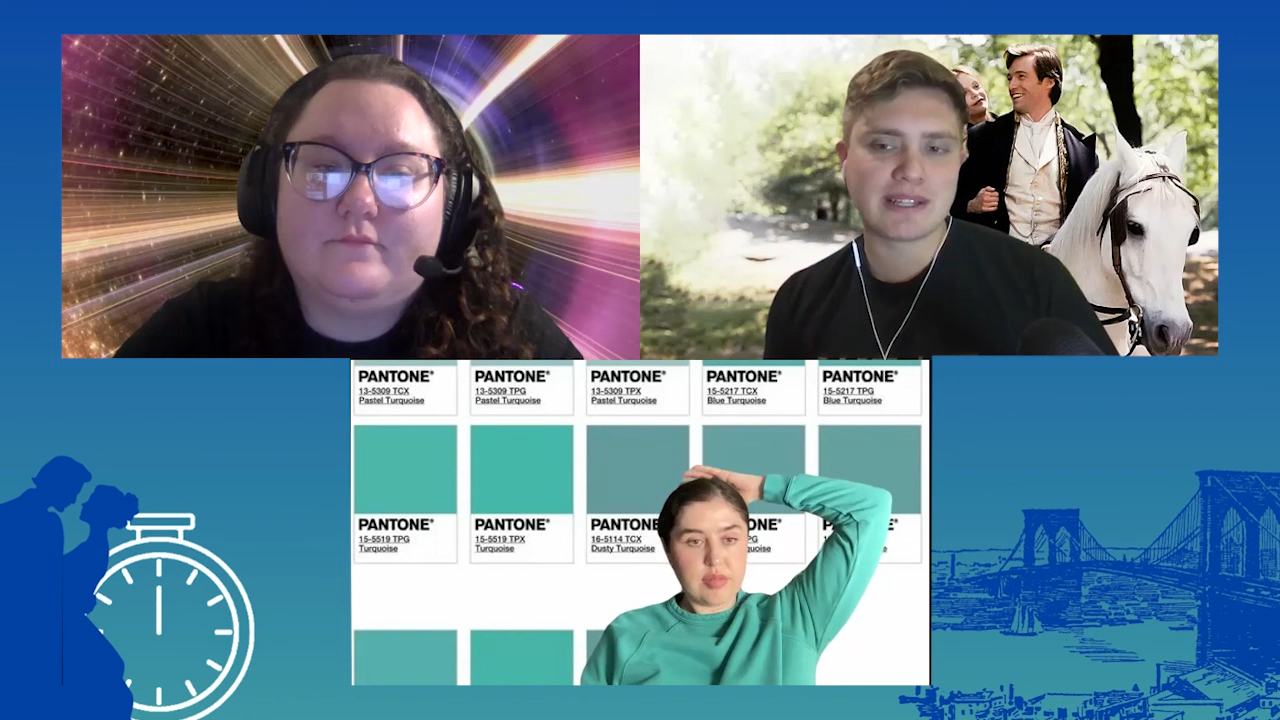 PANTONE®
13-5309 TCX
Pastel Turquoise
PANTONE®
13-5309 TPG
Pastel Turquoise
PANTONE®
13-5309 TPX
Pastel Turquoise
PANTONE®
15-5217 TCX
Blue Turquoise
PANTONE®
15-5217 TPG
Blue Turquoise
PANTONE®
15-5519 TPG
Turquoise
PANTONE®
15-5519 TPX
Turquoise
PANTONE
16-5114 TCX
Dusty Turquoise